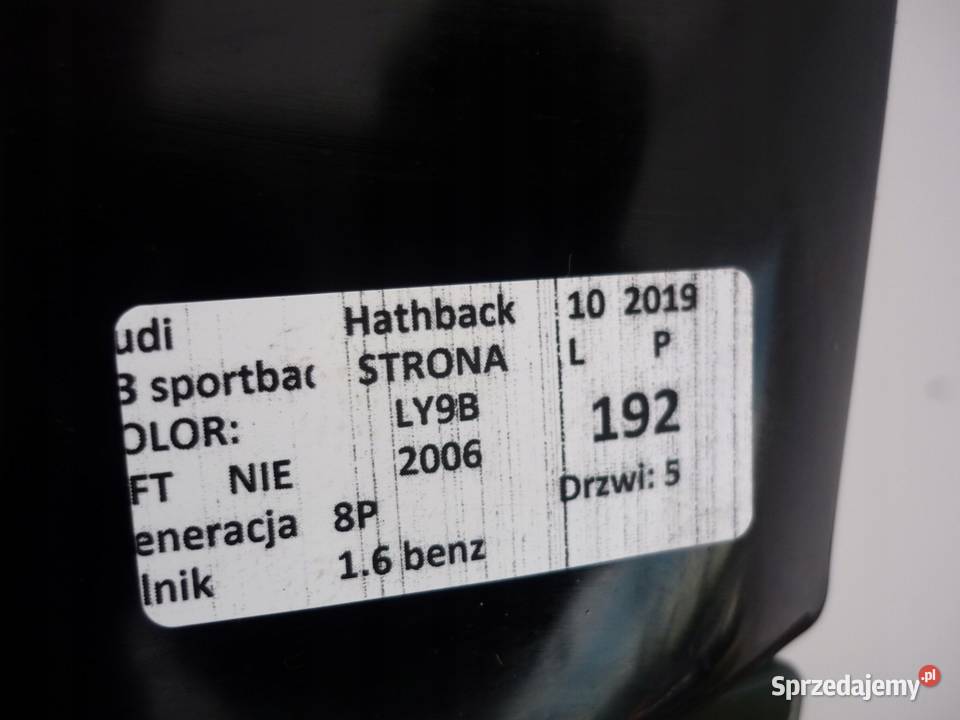 udi Hathback 10 2019
3 sportbac STRONA L P
OLOR: LY9B 192
FT NIE 2006
eneracja 8P Drzwi: 5
lnik 1.6 benz
Sprzedajemy.pl